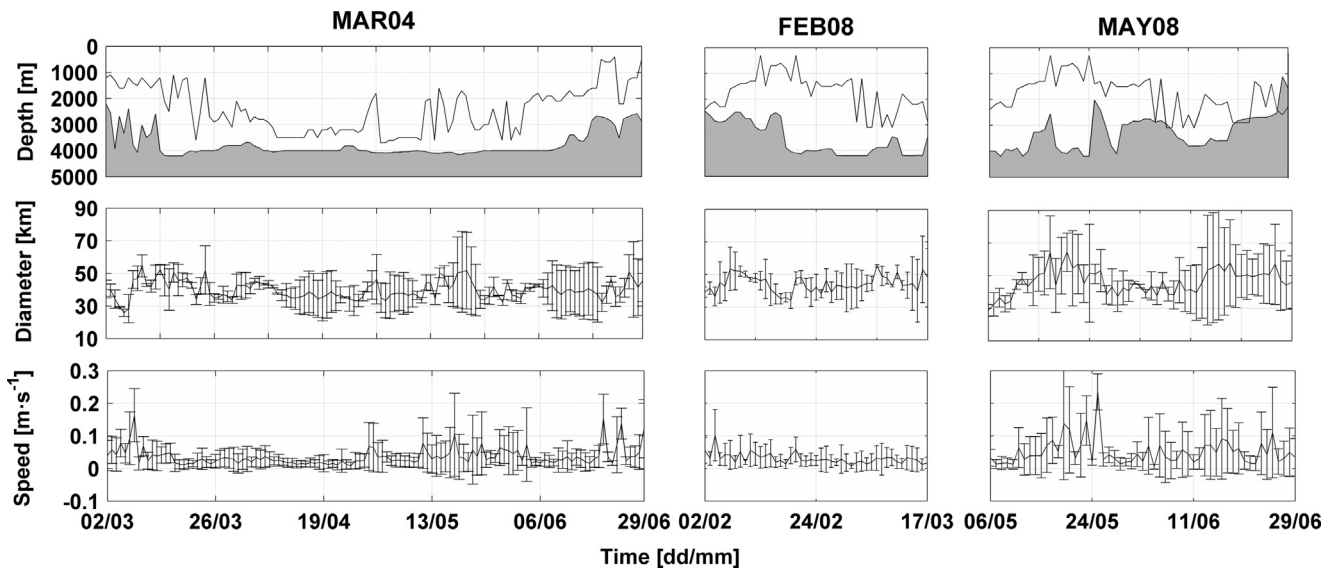 MAR04 FEB08 MAY08
Depth [m]
0
1000
2000
3000
4000
5000
Diameter [km]
90
70
50
30
10
Speed [m·s⁻¹]
0.3
0.2
0.1
0
-0.1
02/03 26/03 19/04 13/05 06/06 29/06 02/02 24/02 17/03 06/05 24/05 11/06 29/06
Time [dd/mm]